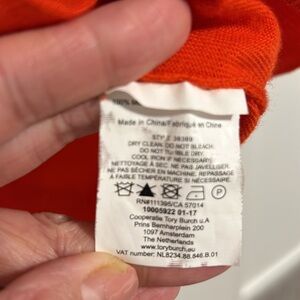 100%
Made in China/Fabriqué en Chine
STYLE 38389
DRY CLEAN. DO NOT BLEACH.
DO NOT TUMBLE DRY.
COOL IRON IF NECESSARY.
NETTOYAGE À SEC. NE PAS JAVELLISER.
NE PAS SÉCHER EN MACHINE. REPASSAGE
À FAIBLE TEMPÉRATURE SI NÉCESSAIRE.
P
RN#111395/CA 57014
10005922 01-17
Cooperatie Tory Burch u.A
Prins Bernhardplein 200
1097 Amsterdam
The Netherlands
www.toryburch.eu
VAT number: NL8234.88.646.B.01